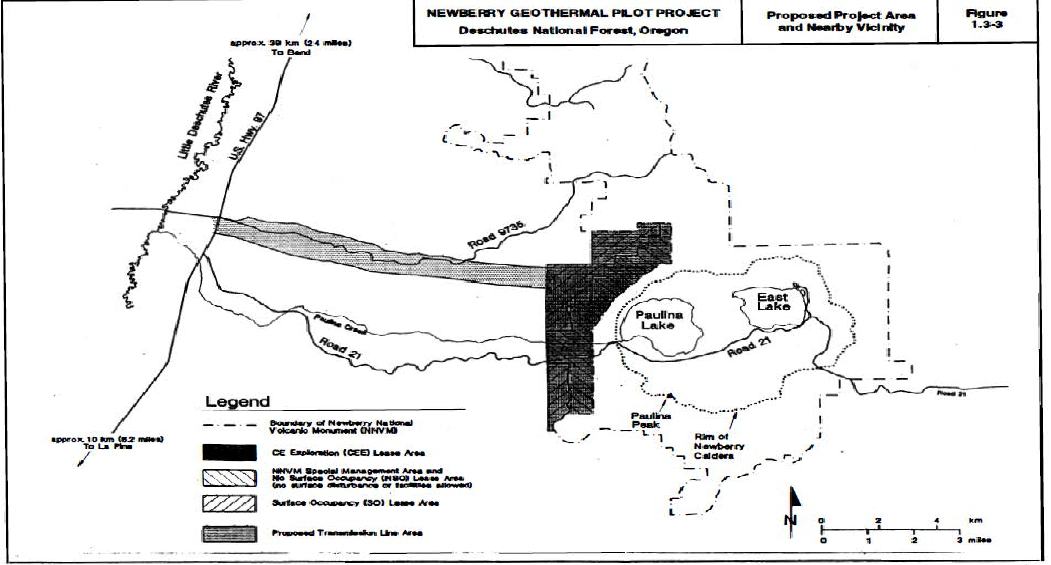 NEWBERRY GEOTHERMAL PILOT PROJECT
Deschutes National Forest, Oregon
Proposed Project Area
and Nearby Vicinity
Figure
1.3-3
approx. 39 km (24 miles)
To Bend
Little Deschutes River
U.S. Hwy 97
Road 9735
Paulina
Lake
East
Lake
Paulina Creek
Road 21
Road 21
Road 21
Paulina
Peak
Rim of
Newberry
Caldera
approx. 10 km (6.2 miles)
To La Pine
Legend
Boundary of Newberry National
Volcanic Monument (NNVM)
CE Exploration (CEE) Lease Area
NNVM Special Management Area and
No Surface Occupancy (NSO) Lease Area
(no surface disturbance or facilities allowed)
Surface Occupancy (SO) Lease Area
Proposed Transmission Line Area
N
0 2 4 km
0 1 2 3 miles